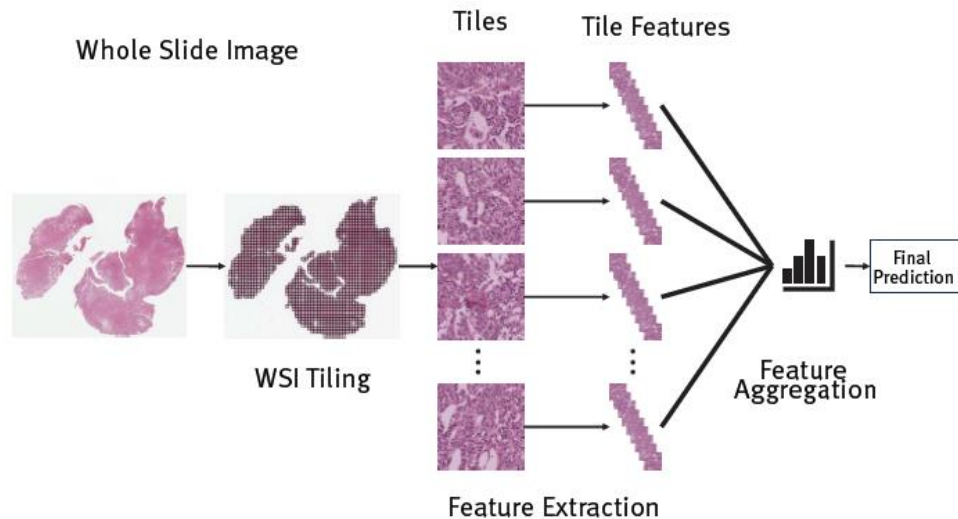 Whole Slide Image
Tiles
Tile Features
WSI Tiling
Feature
Aggregation
Final
Prediction
Feature Extraction